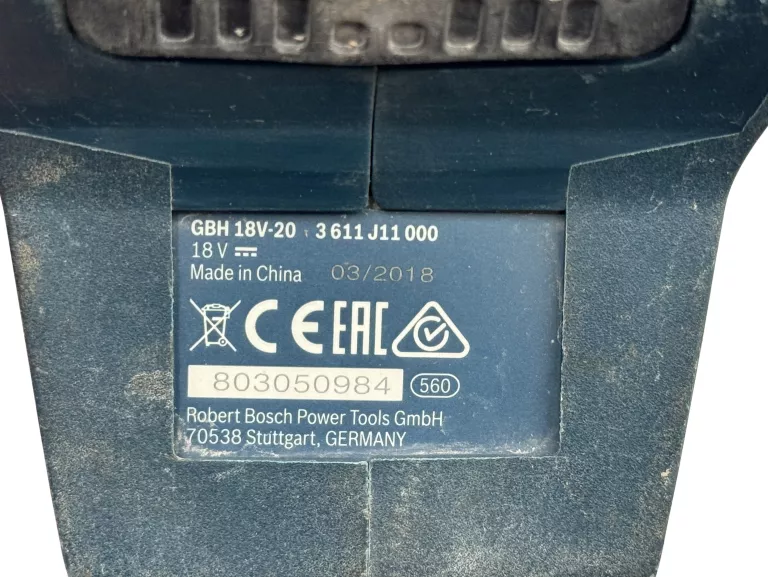 GBH 18V-20 3 611 J11 000
18 V ⎓
Made in China 03/2018
CE EAC
803050984 560
Robert Bosch Power Tools GmbH
70538 Stuttgart, GERMANY